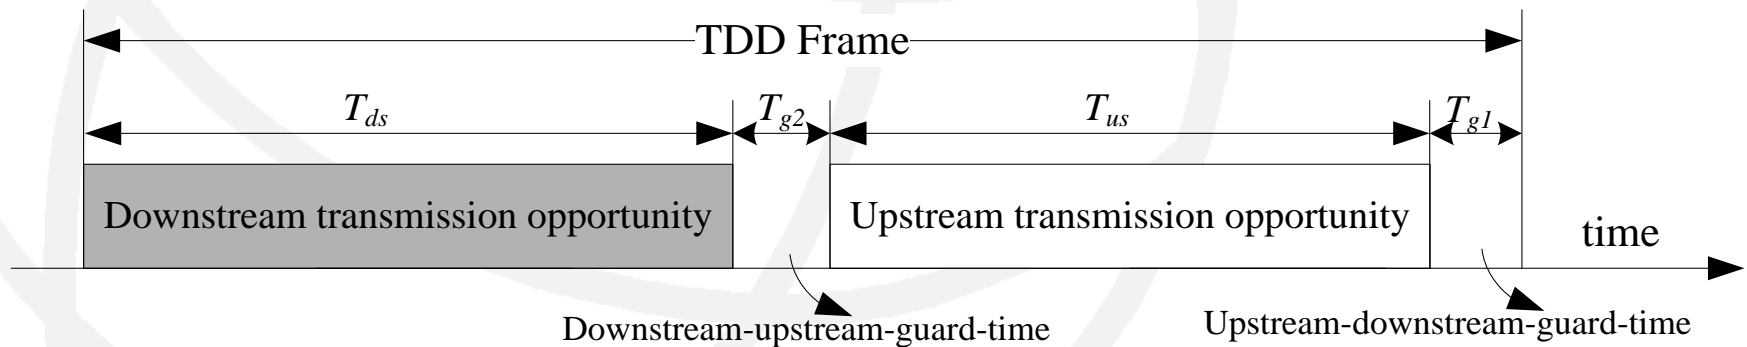 TDD Frame
Tds
Tg2
Tus
Tg1
Downstream transmission opportunity
Upstream transmission opportunity
time
Downstream-upstream-guard-time
Upstream-downstream-guard-time